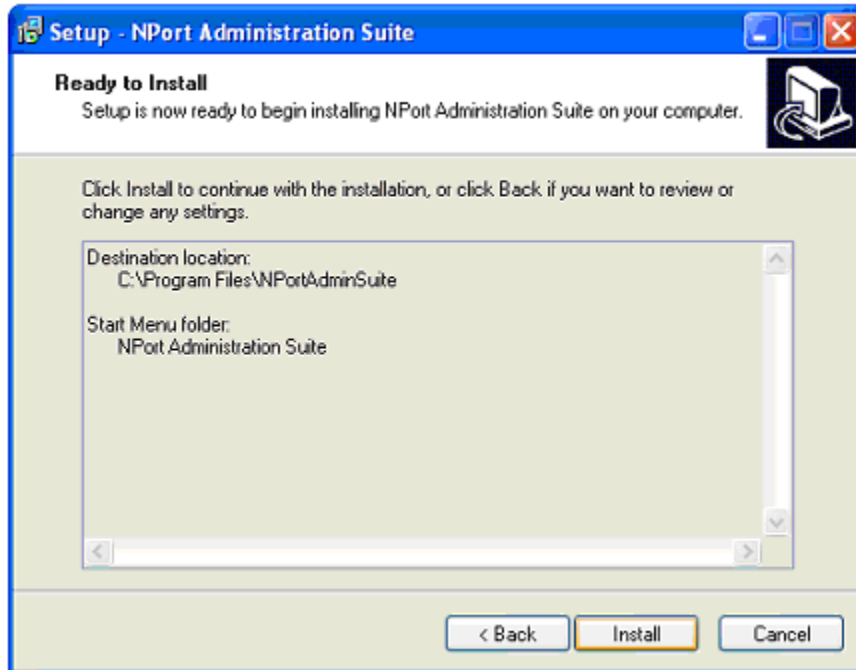 Setup - NPort Administration Suite
Ready to Install
Setup is now ready to begin installing NPort Administration Suite on your computer.
Click Install to continue with the installation, or click Back if you want to review or
change any settings.
Destination location:
C:\Program Files\NPortAdminSuite
Start Menu folder:
NPort Administration Suite
< Back
Install
Cancel